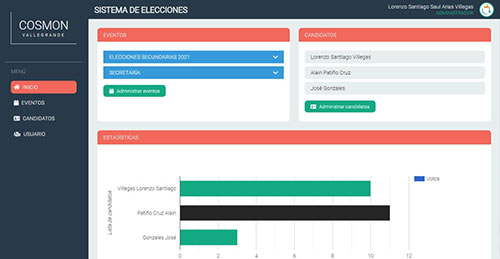 COSMON
VALLEGRANDE
SISTEMA DE ELECCIONES
Lorenzo Santiago Saul Arias Villegas
ADMINISTRADOR
MENÚ
INICIO
EVENTOS
CANDIDATOS
USUARIO
EVENTOS
ELECCIONES SECUNDARIAS 2021
SECRETARÍA
Administrar eventos
CANDIDATOS
Lorenzo Santiago Villegas
Alain Patiño Cruz
José Gonzales
Administrar candidatos
ESTADÍSTICAS
Lista de candidatos
Villegas Lorenzo Santiago
Patiño Cruz Alain
Gonzales José
0 2 4 6 8 10 12
Votos